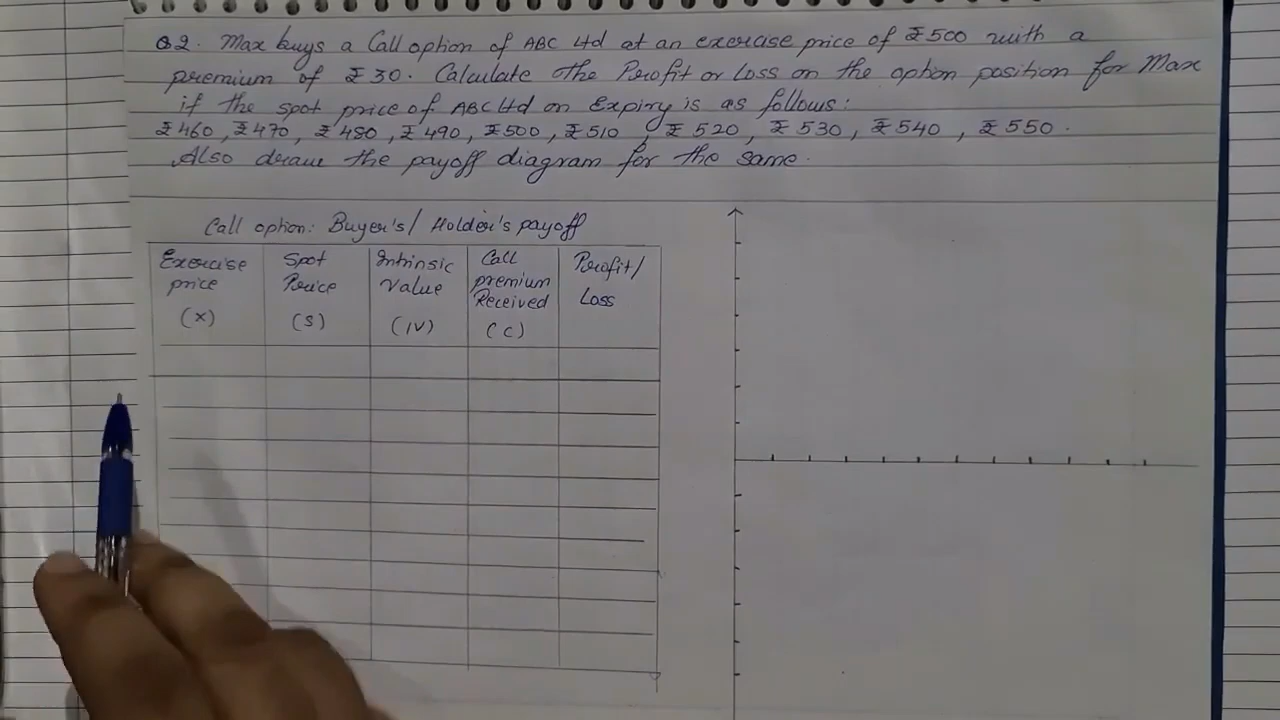 Q2. Max buys a Call option of ABC Ltd at an exercise price of ₹500 with a
premium of ₹30. Calculate the Profit or Loss on the option position for Max
if the spot price of ABC Ltd on Expiry is as follows:
₹460, ₹470, ₹480, ₹490, ₹500, ₹510, ₹520, ₹530, ₹540, ₹550.
Also draw the payoff diagram for the same.
Call option: Buyer's/Holder's payoff
Exercise price (X) Spot Price (S) Intrinsic Value (IV) Call premium Received (C) Profit/Loss